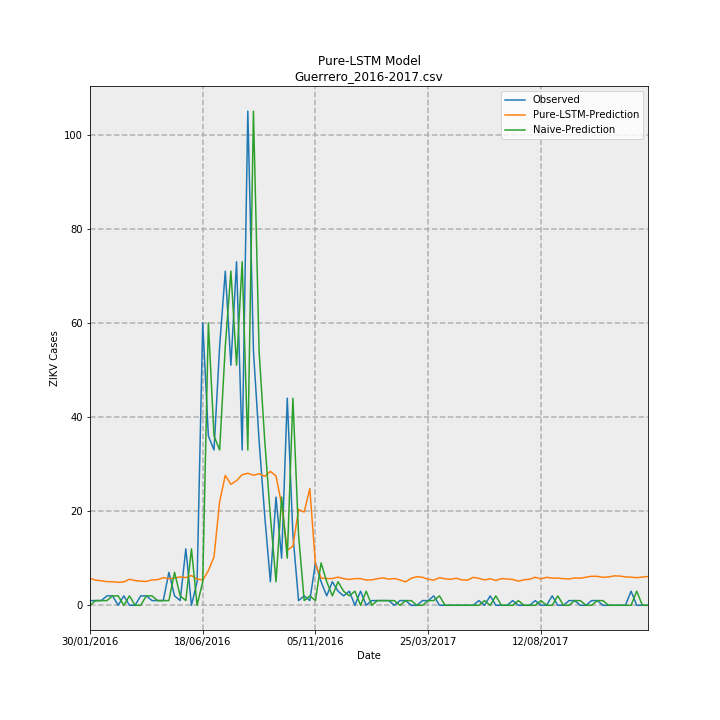 Pure-LSTM Model
Guerrero_2016-2017.csv
Observed
Pure-LSTM-Prediction
Naive-Prediction
100
80
60
40
20
0
ZIKV Cases
30/01/2016 18/06/2016 05/11/2016 25/03/2017 12/08/2017
Date